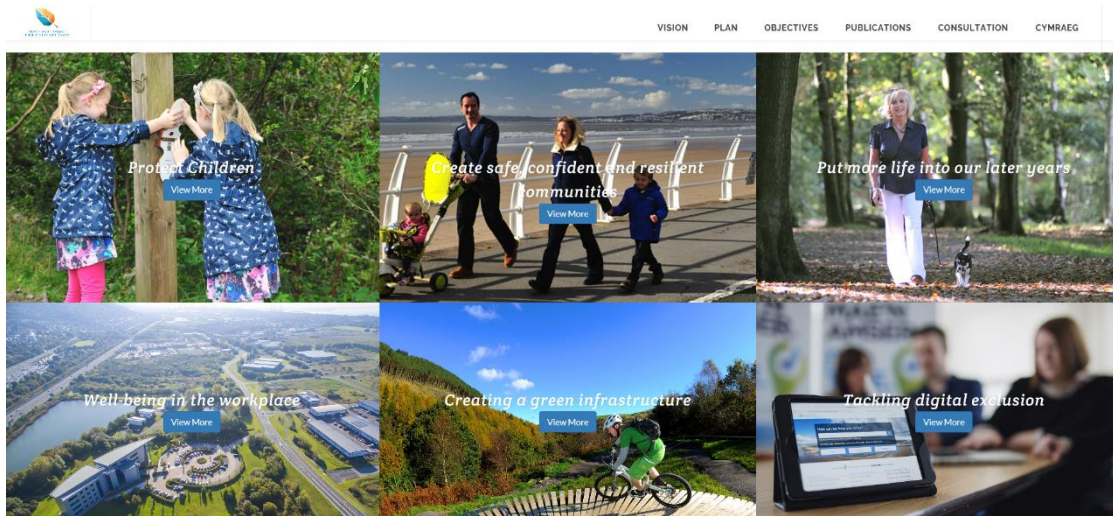 VISION PLAN OBJECTIVES PUBLICATIONS CONSULTATION CYMRAEG
Protect Children
View More
Create safe, confident and resilient
communities
View More
Put more life into our later years
View More
Well-being in the workplace
View More
Creating a green infrastructure
View More
Tackling digital exclusion
View More